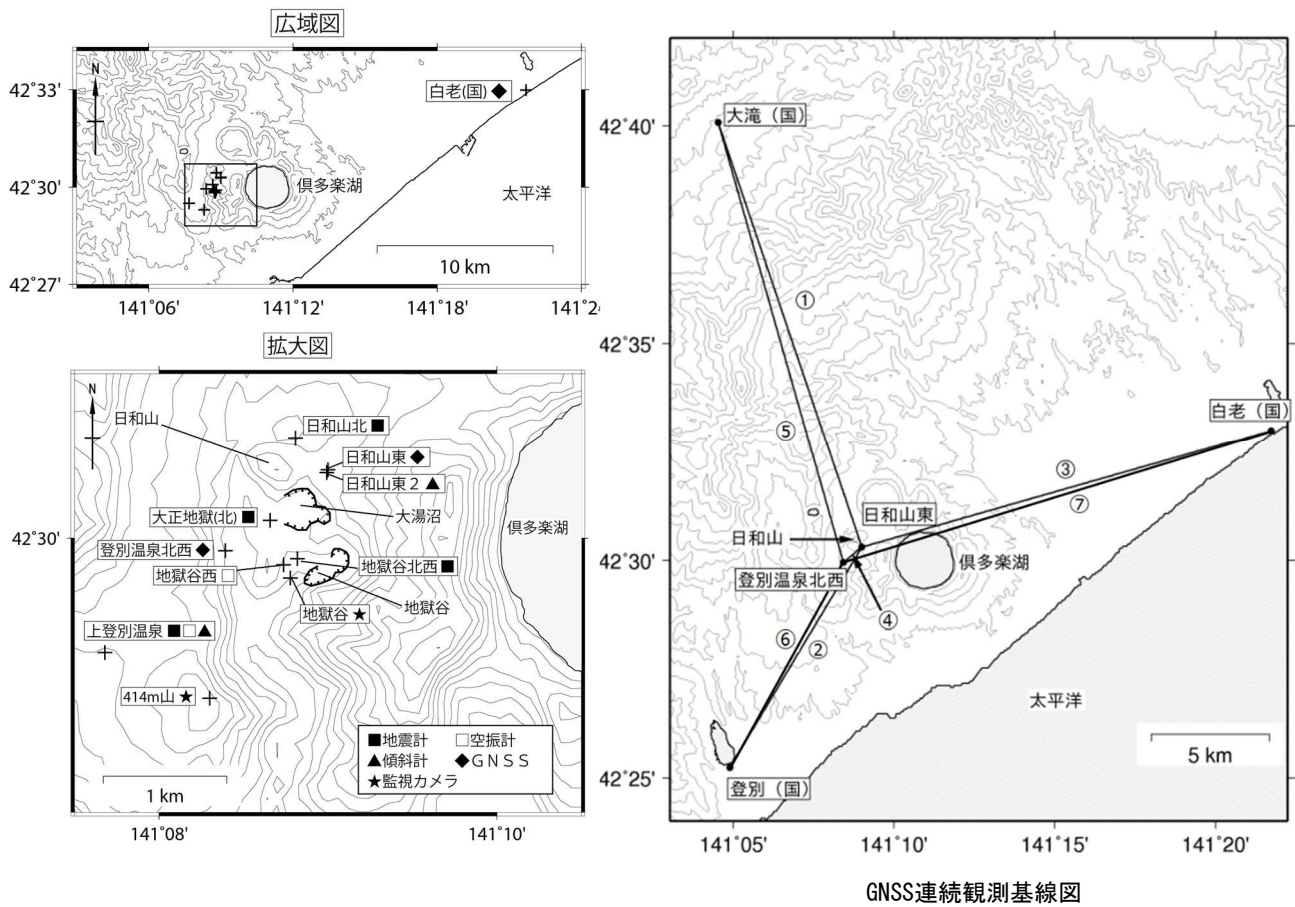 広域図
N
白老(国) ◆
倶多楽湖
太平洋
10 km
42˚33'
42˚30'
42˚27'
141˚06'
141˚12'
141˚18'
141˚24
拡大図
N
日和山
日和山北 ■
日和山東 ◆
日和山東２ ▲
大正地獄(北) ■
大湯沼
倶多楽湖
登別温泉北西 ◆
地獄谷西 □
地獄谷北西 ■
地獄谷
地獄谷 ★
上登別温泉 ■ □ ▲
414m山 ★
■地震計 □空振計
▲傾斜計 ◆ＧＮＳＳ
★監視カメラ
1 km
42˚30'
141˚08'
141˚10'
大滝（国）
①
⑤
白老（国）
③
⑦
日和山東
日和山
倶多楽湖
登別温泉北西
④
⑥
②
太平洋
5 km
登別（国）
42˚40'
42˚35'
42˚30'
42˚25'
141˚05'
141˚10'
141˚15'
141˚20'
GNSS連続観測基線図